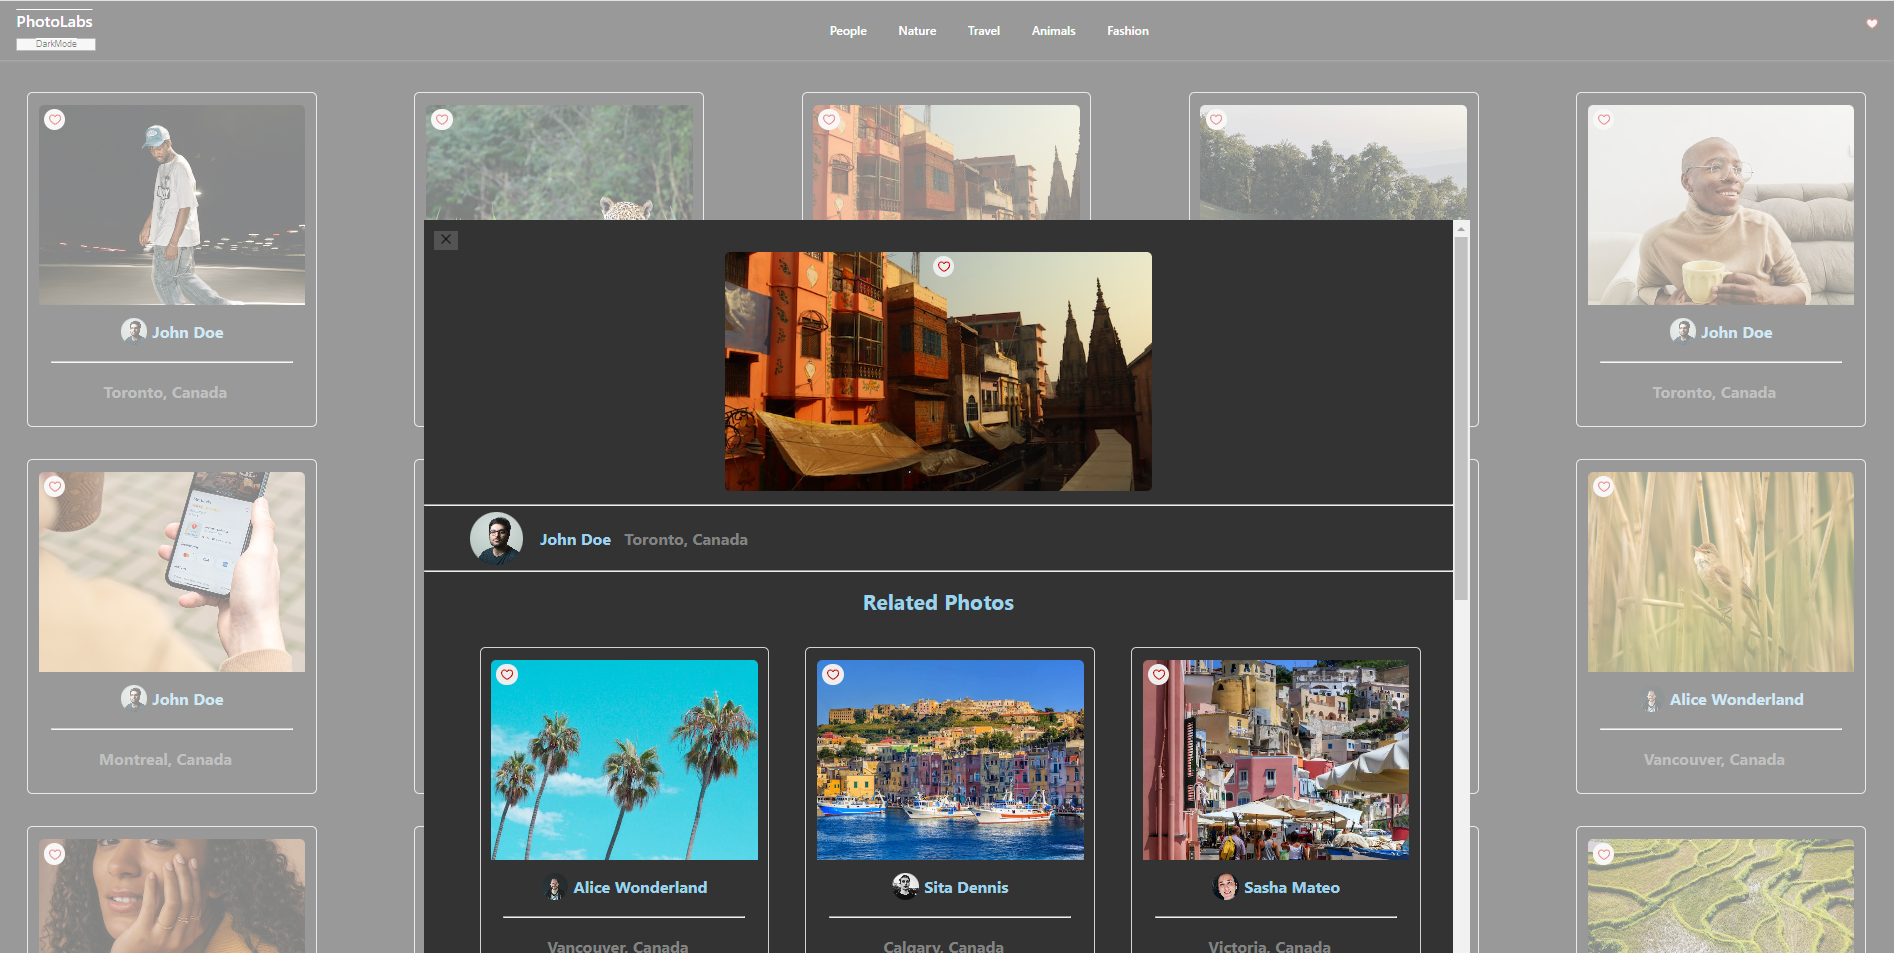 PhotoLabs
DarkMode
People Nature Travel Animals Fashion
John Doe
Toronto, Canada
John Doe
Toronto, Canada
John Doe Toronto, Canada
Related Photos
John Doe
Montreal, Canada
Alice Wonderland
Vancouver, Canada
Alice Wonderland
Vancouver, Canada
Sita Dennis
Calgary, Canada
Sasha Mateo
Victoria, Canada